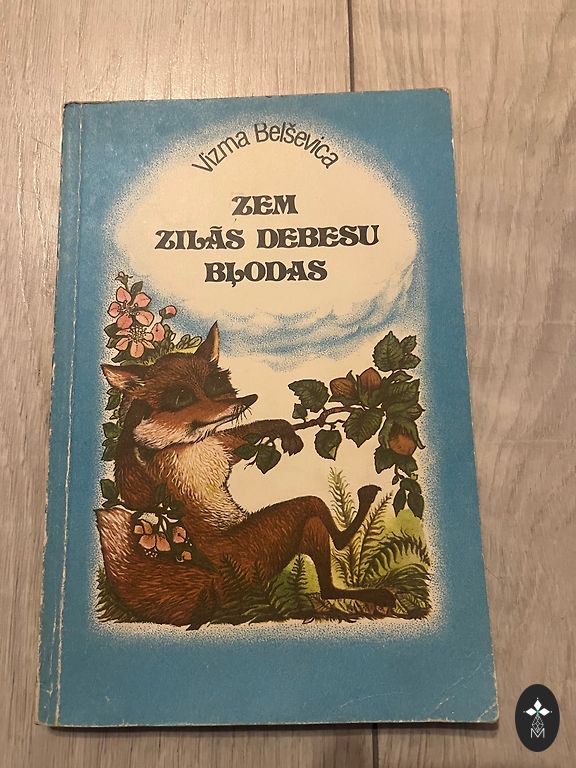 Vizma Belševica
ZEM
ZILĀS DEBESU
BĻODAS